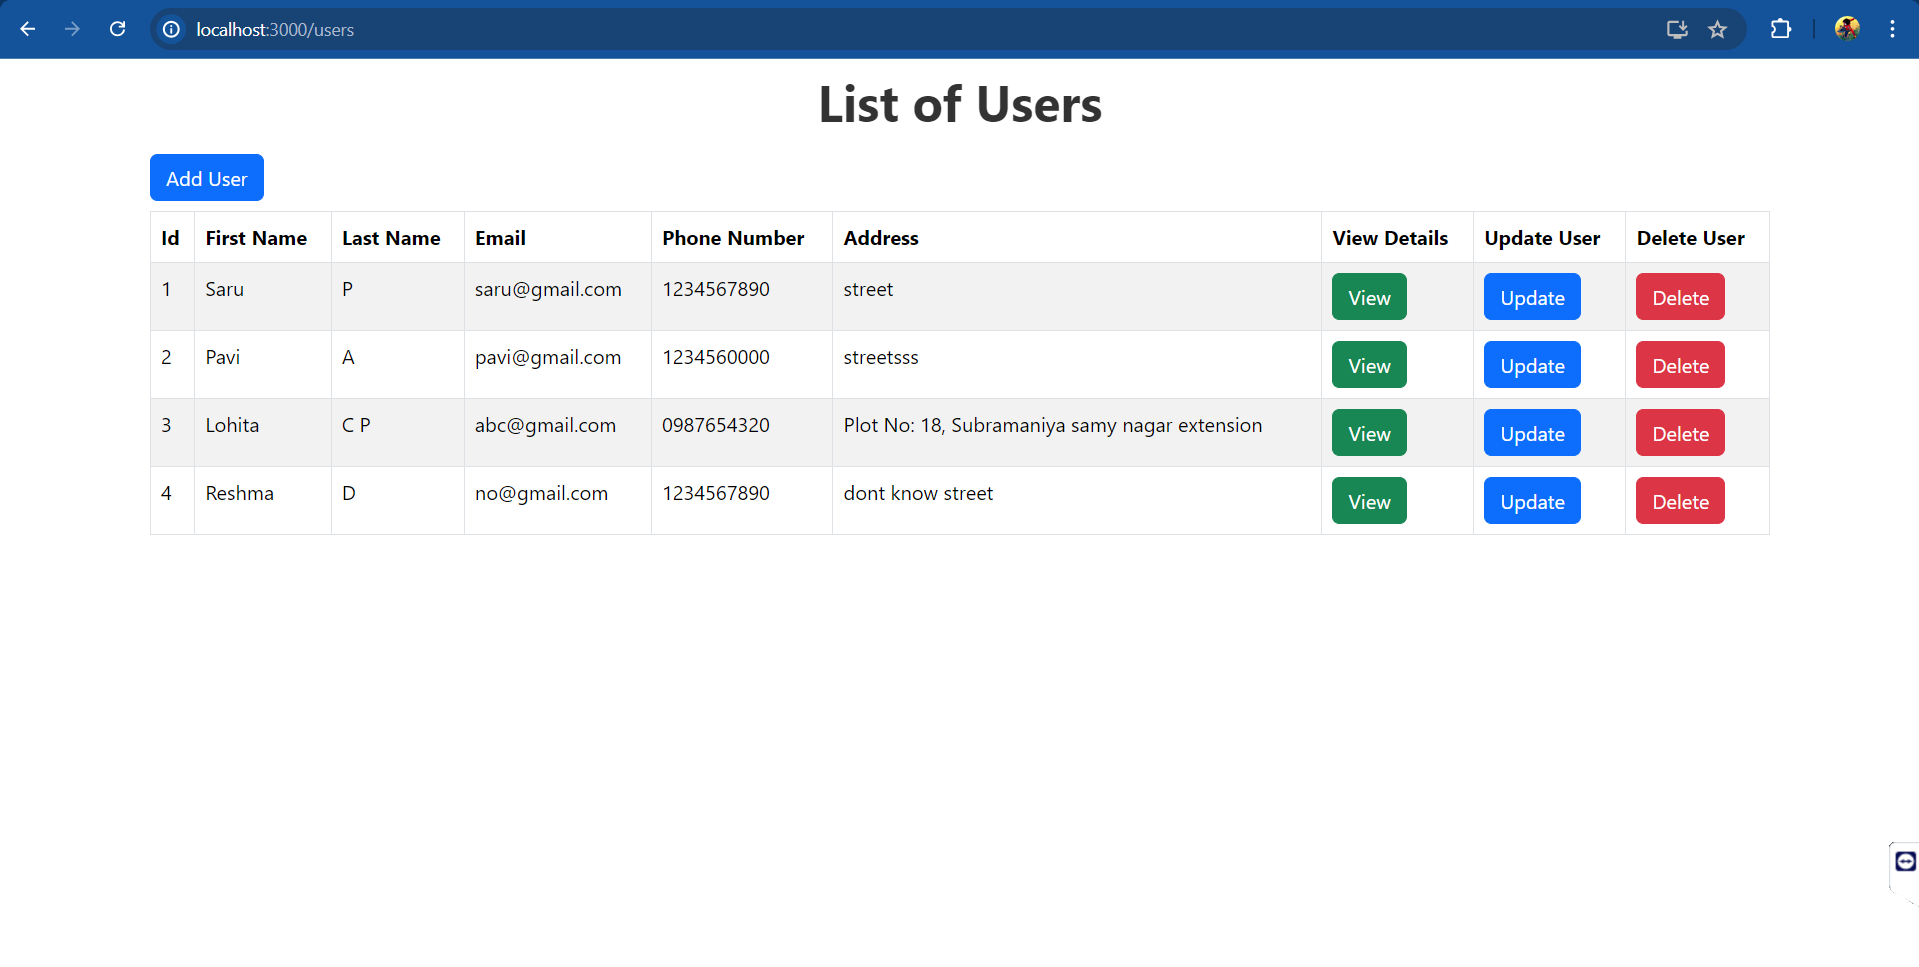 localhost:3000/users
List of Users
Add User
Id First Name Last Name Email Phone Number Address View Details Update User Delete User
1 Saru P saru@gmail.com 1234567890 street View Update Delete
2 Pavi A pavi@gmail.com 1234560000 streetsss View Update Delete
3 Lohita C P abc@gmail.com 0987654320 Plot No: 18, Subramaniya samy nagar extension View Update Delete
4 Reshma D no@gmail.com 1234567890 dont know street View Update Delete